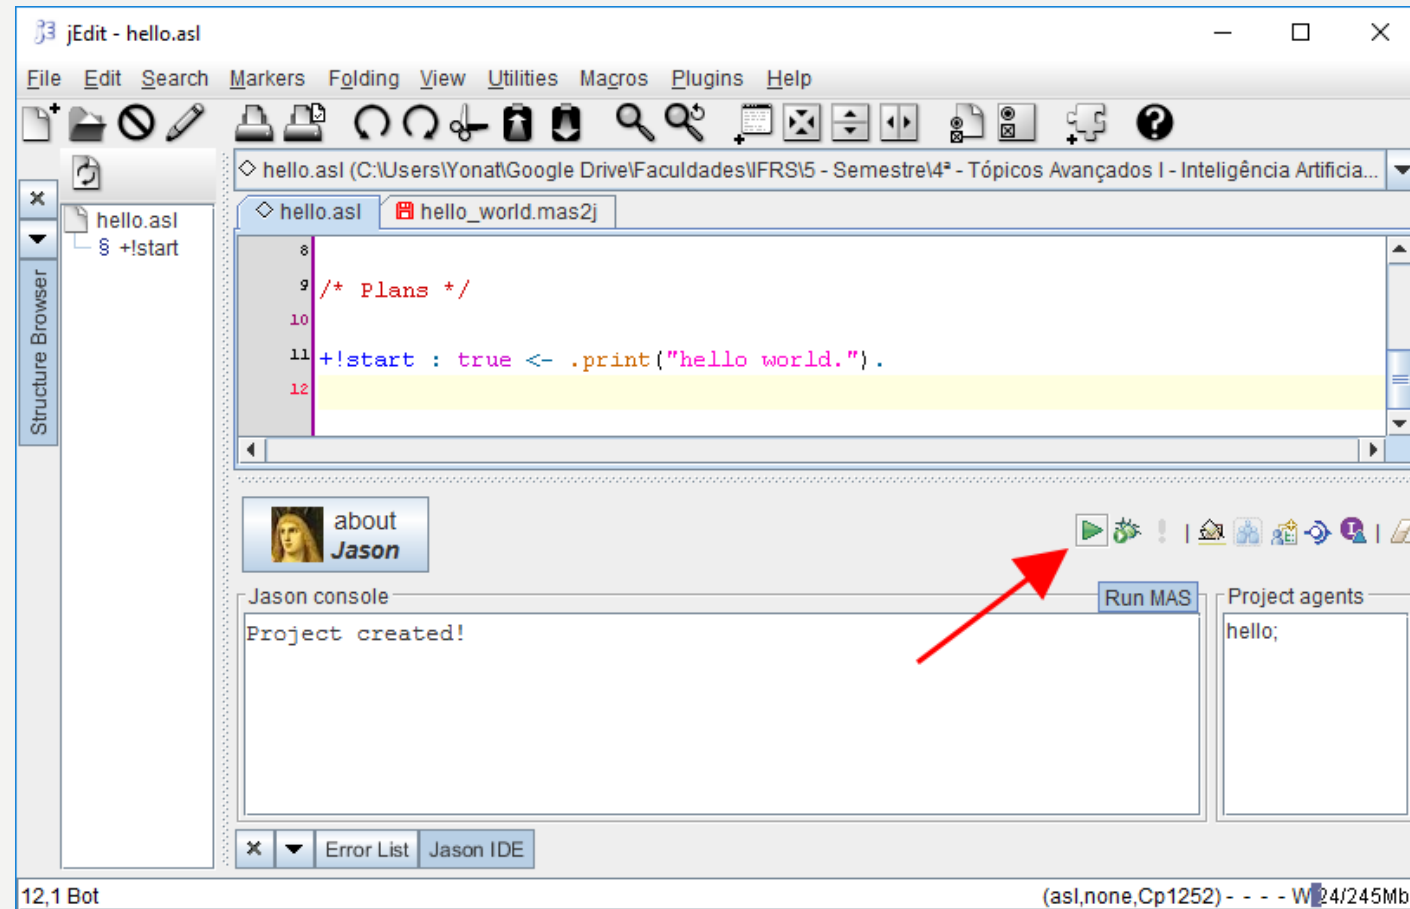 jEdit - hello.asl
File Edit Search Markers Folding View Utilities Macros Plugins Help
hello.asl (C:\Users\Yonat\Google Drive\Faculdades\IFRS\5 - Semestre\4ª - Tópicos Avançados I - Inteligência Artificia...
hello.asl
§ +!start
Structure Browser
hello.asl hello_world.mas2j
8
9 /* Plans */
10
11 +!start : true <- .print("hello world.").
12
about
Jason
Jason console
Run MAS
Project agents
Project created!
hello;
Error List Jason IDE
12,1 Bot
(asl,none,Cp1252) - - - - W 24/245Mb